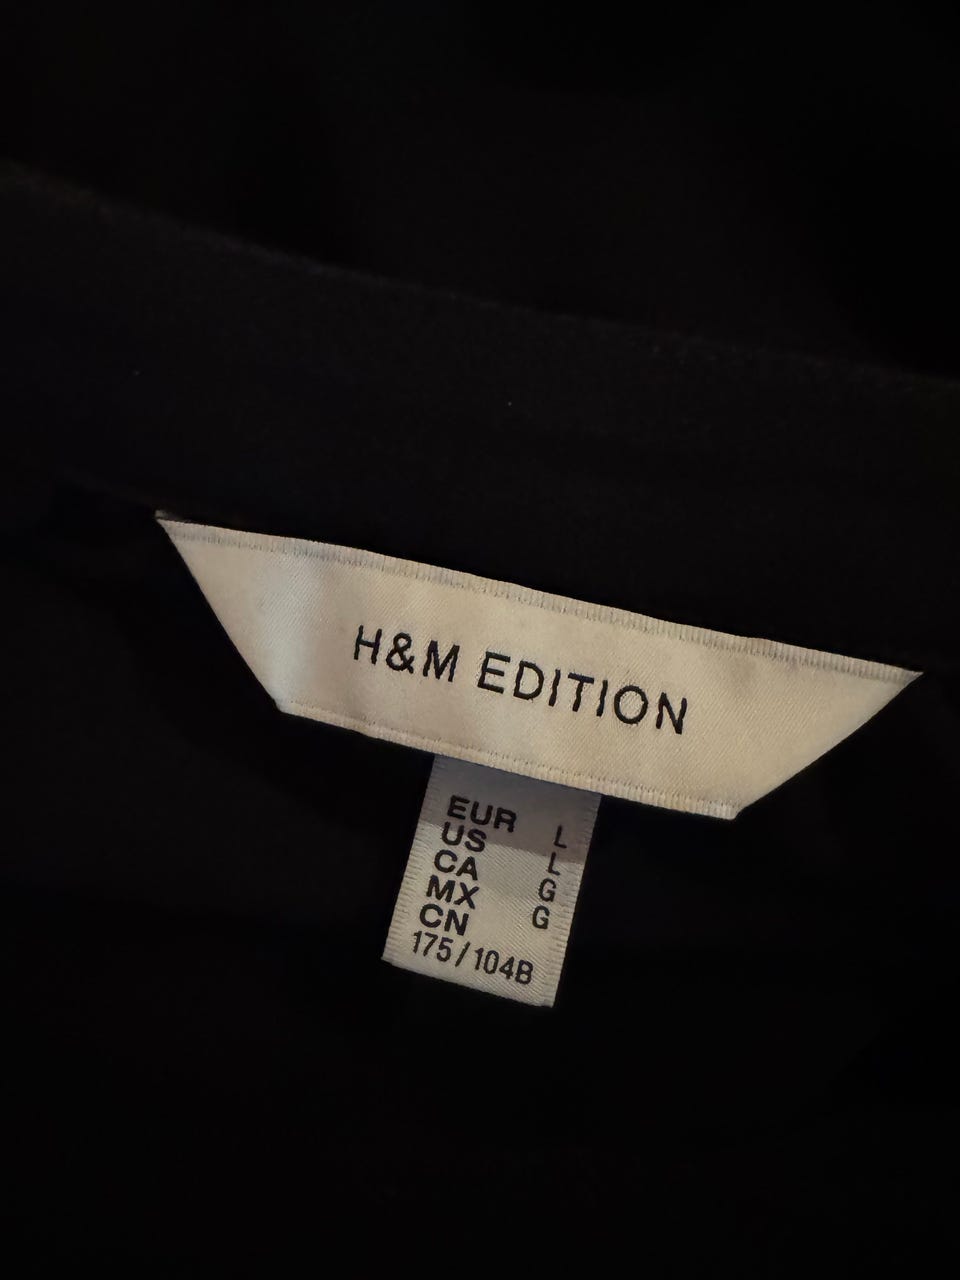 H&M EDITION
EUR L
US L
CA G
MX G
CN
175/104B